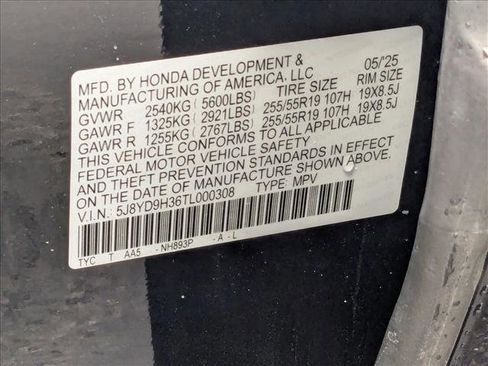 MFD. BY HONDA DEVELOPMENT & 05/'25
MANUFACTURING OF AMERICA, LLC
GVWR 2540KG (5600LBS) TIRE SIZE RIM SIZE
GAWR F 1325KG (2921LBS) 255/55R19 107H 19X8.5J
GAWR R 1255KG (2767LBS) 255/55R19 107H 19X8.5J
THIS VEHICLE CONFORMS TO ALL APPLICABLE
FEDERAL MOTOR VEHICLE SAFETY
AND THEFT PREVENTION STANDARDS IN EFFECT
ON THE DATE OF MANUFACTURE SHOWN ABOVE.
V.I.N.: 5J8YD9H36TL000308 TYPE: MPV
TYC T AA5 -NH893P -A-L